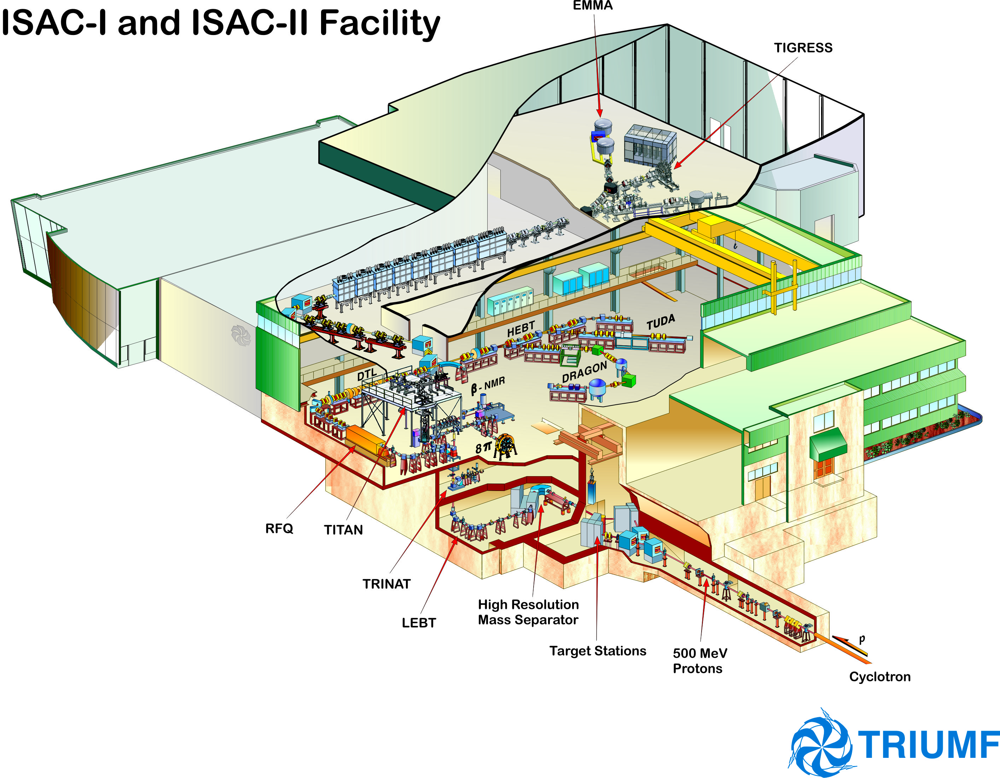 ISAC-I and ISAC-II Facility
EMMA
TIGRESS
TUDA
HEBT
DRAGON
DTL
β - NMR
8π
RFQ
TITAN
TRINAT
LEBT
High Resolution
Mass Separator
Target Stations
500 MeV
Protons
p
Cyclotron
TRIUMF